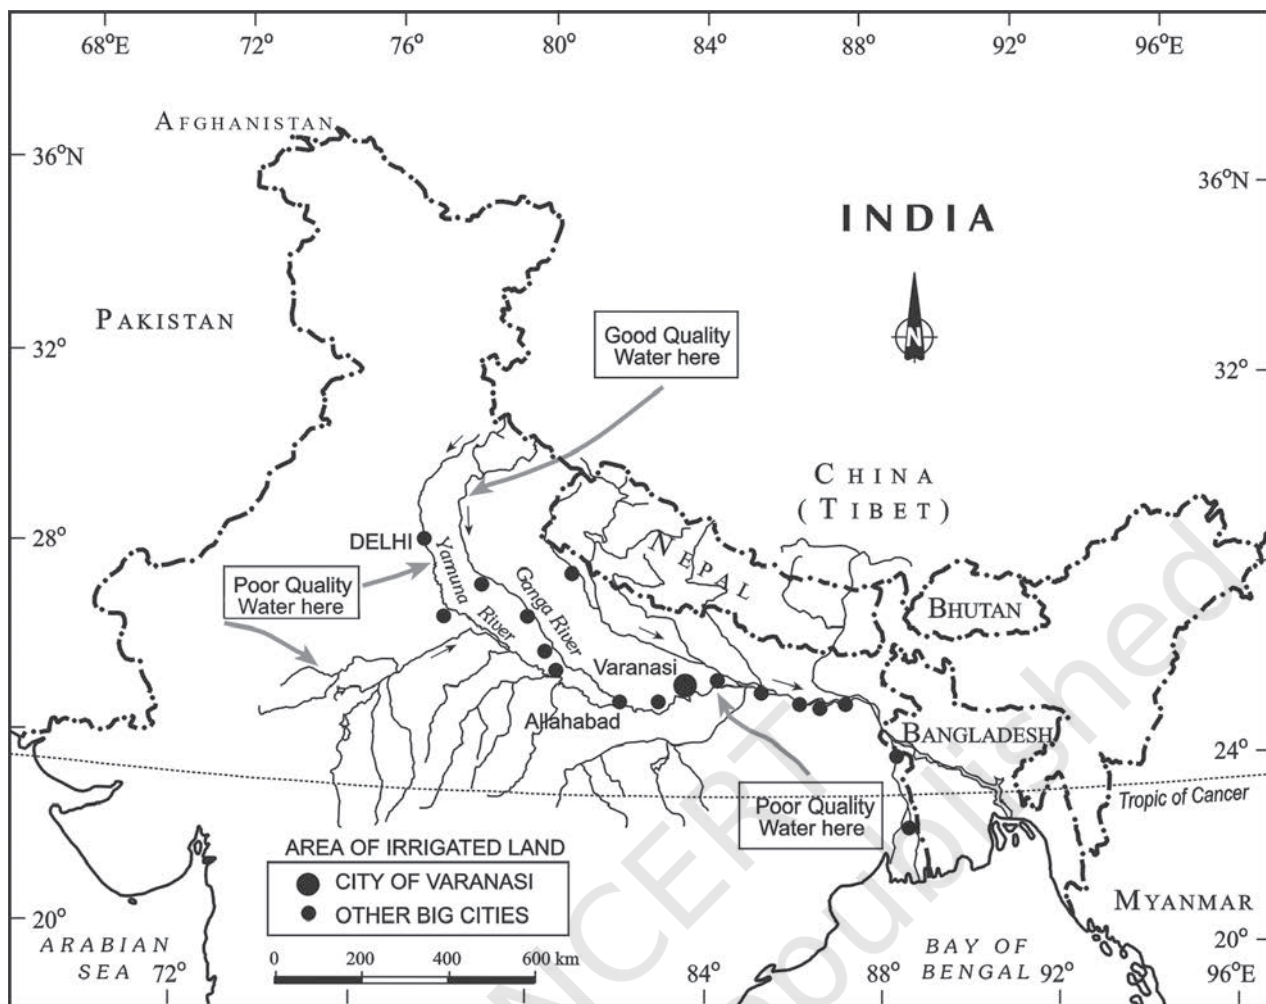 68°E 72° 76° 80° 84° 88° 92° 96°E
AFGHANISTAN
36°N
36°N
INDIA
N
PAKISTAN
Good Quality
Water here
32°
32°
CHINA
(TIBET)
28°
28°
DELHI
NEPAL
Yamuna River
Ganga River
Poor Quality
Water here
BHUTAN
Varanasi
Allahabad
BANGLADESH
24°
Tropic of Cancer
Poor Quality
Water here
AREA OF IRRIGATED LAND
CITY OF VARANASI
OTHER BIG CITIES
0 200 400 600 km
MYANMAR
20°
20°
ARABIAN
SEA
BAY OF
BENGAL
72° 84° 88° 92° 96°E
NCERT
published